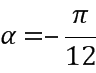 α = − π/12